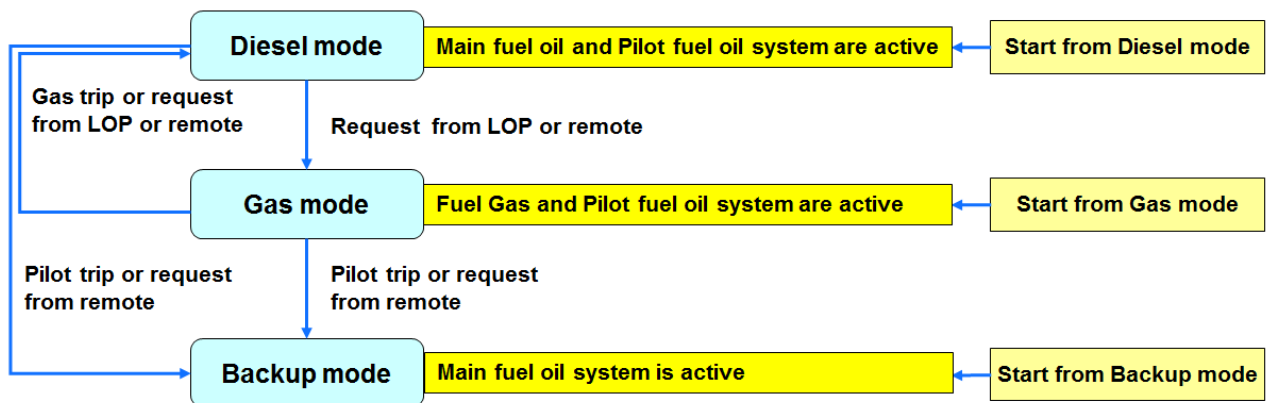 Diesel mode
Main fuel oil and Pilot fuel oil system are active
Start from Diesel mode
Gas trip or request
from LOP or remote
Request from LOP or remote
Gas mode
Fuel Gas and Pilot fuel oil system are active
Start from Gas mode
Pilot trip or request
from remote
Pilot trip or request
from remote
Backup mode
Main fuel oil system is active
Start from Backup mode